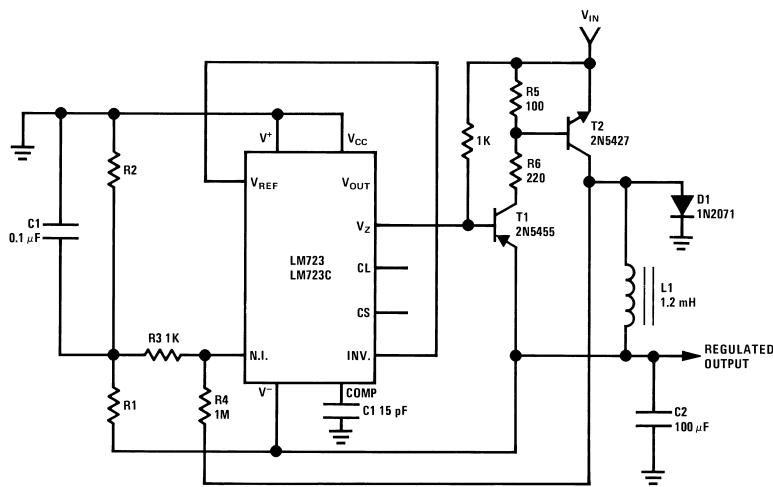 VIN
R5
100
T2
2N5427
1K
V+
VCC
R2
R6
220
VREF
VOUT
D1
1N2071
C1
0.1 μF
T1
2N5455
VZ
LM723
LM723C
CL
L1
1.2 mH
CS
R3 1K
N.I.
INV.
REGULATED
OUTPUT
R1
R4
1M
V−
COMP
C1 15 pF
C2
100 μF